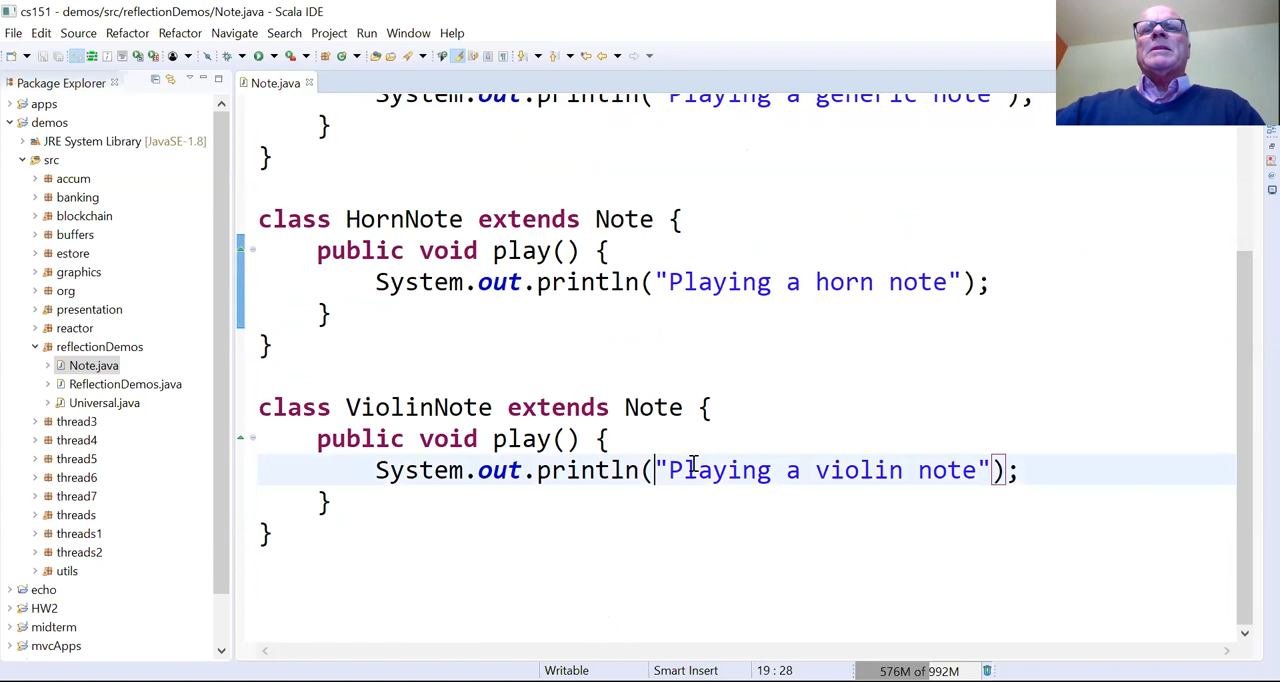 cs151 - demos/src/reflectionDemos/Note.java - Scala IDE
File Edit Source Refactor Refactor Navigate Search Project Run Window Help
Package Explorer
Note.java
apps
demos
JRE System Library [JavaSE-1.8]
src
accum
banking
blockchain
buffers
estore
graphics
org
presentation
reactor
reflectionDemos
Note.java
ReflectionDemos.java
Universal.java
thread3
thread4
thread5
thread6
thread7
threads
threads1
threads2
utils
echo
HW2
midterm
mvcApps
System.out.println("Playing a generic note");
}
}
class HornNote extends Note {
public void play() {
System.out.println("Playing a horn note");
}
}
class ViolinNote extends Note {
public void play() {
System.out.println("Playing a violin note");
}
}
Writable Smart Insert 19 : 28 576M of 992M